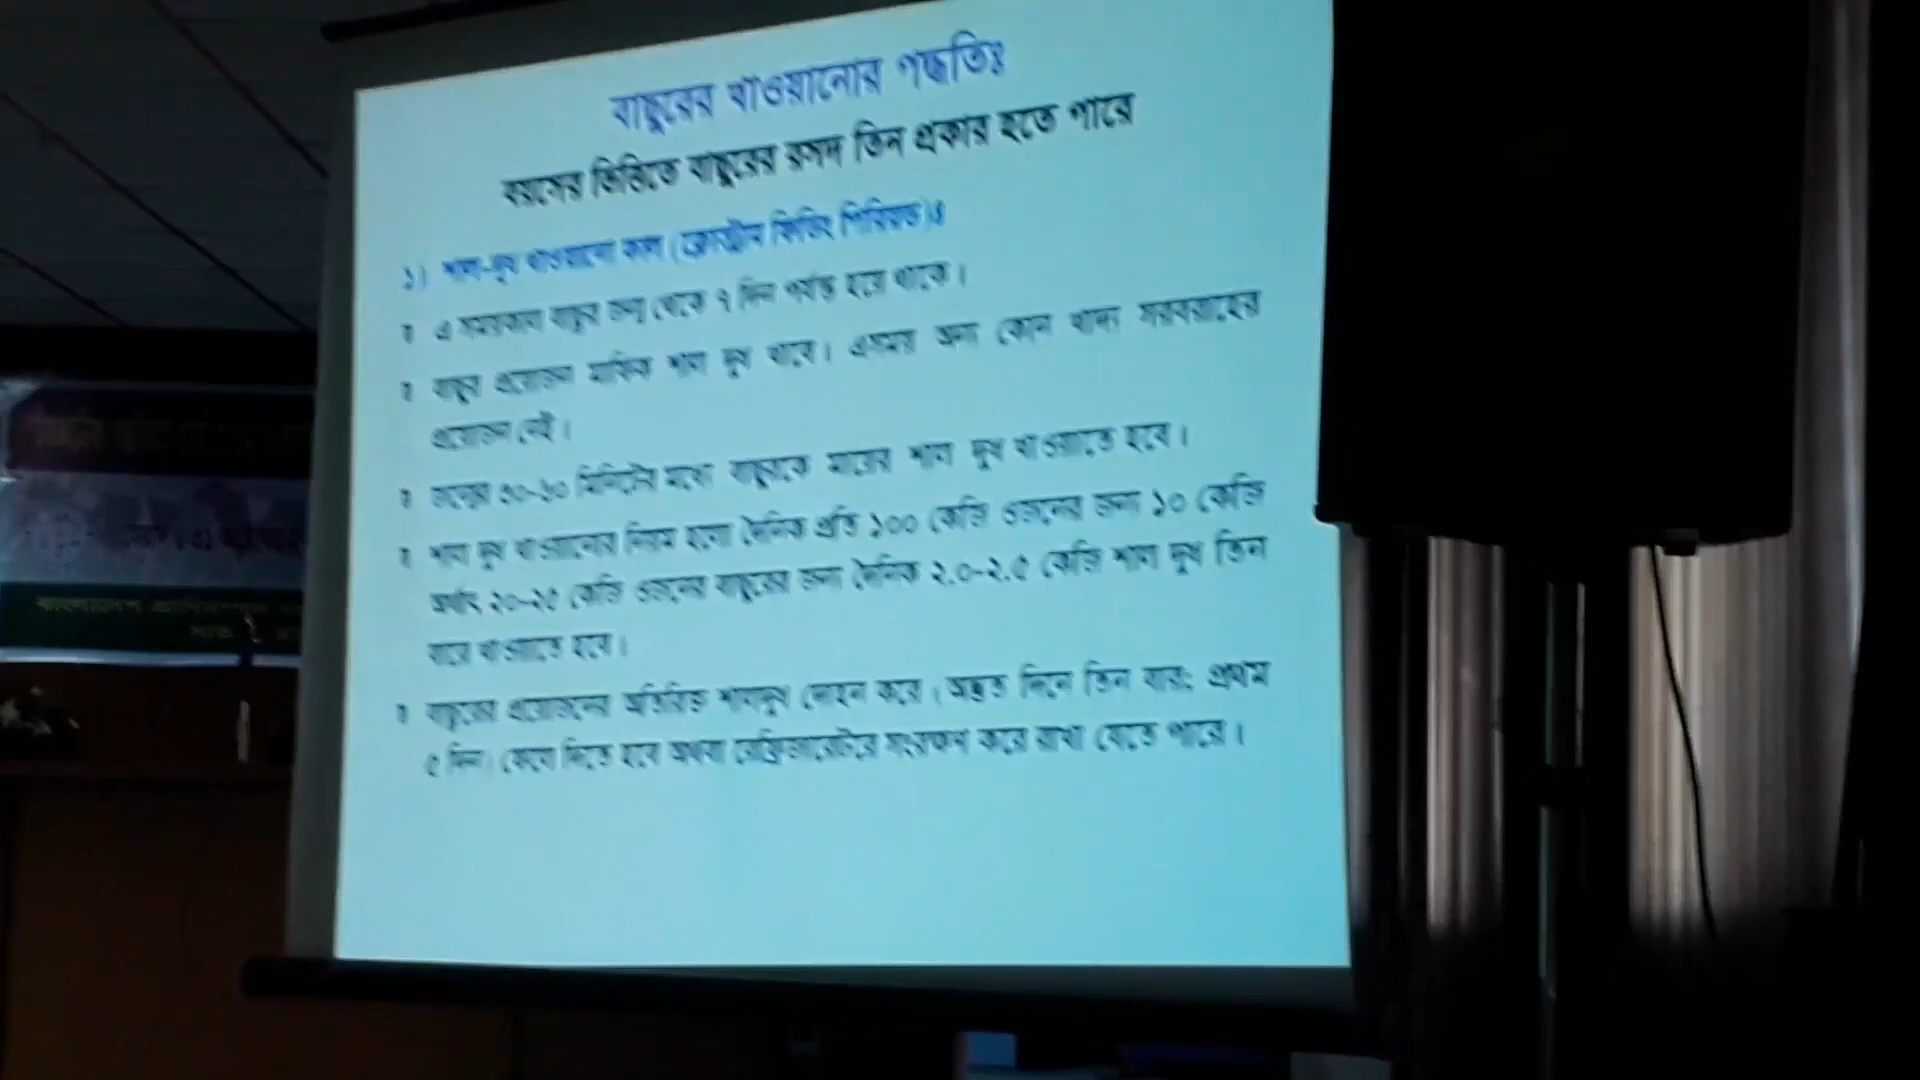 বাছুরের খাওয়ানোর পদ্ধতিঃ
বয়সের ভিত্তিতে বাছুরের রসদ তিন প্রকার হতে পারে
১। শাল-দুধ খাওয়ানো কাল (ফিডিং পিরিয়ড)ঃ
এ সময়কাল বাছুর জন্ম থেকে ৭ দিন পর্যন্ত হয়ে থাকে।
বাছুর প্রয়োজন মাফিক শাল দুধ খাবে। এসময় অন্য কোন খাদ্য সরবরাহের
প্রয়োজন নেই।
জন্মের ৩০-৬০ মিনিটের মধ্যে বাছুরকে মায়ের শাল দুধ খাওয়াতে হবে।
শাল দুধ খাওয়ানোর নিয়ম হলো দৈনিক প্রতি ১০০ কেজি ওজনের জন্য ১০ কেজি
অর্থাৎ ২০-২৫ কেজি ওজনের বাছুরের জন্য দৈনিক ২.০-২.৫ কেজি শাল দুধ তিন
বারে খাওয়াতে হবে।
বাছুরের প্রয়োজনের অতিরিক্ত শালদুধ দোহন করে (অন্তত দিনে তিন বার; প্রথম
৫ দিন) ফেলে দিতে হবে অথবা রেফ্রিজারেটরে সংরক্ষণ করে রাখা যেতে পারে।
বাংলাদেশ প্রাণিসম্পদ